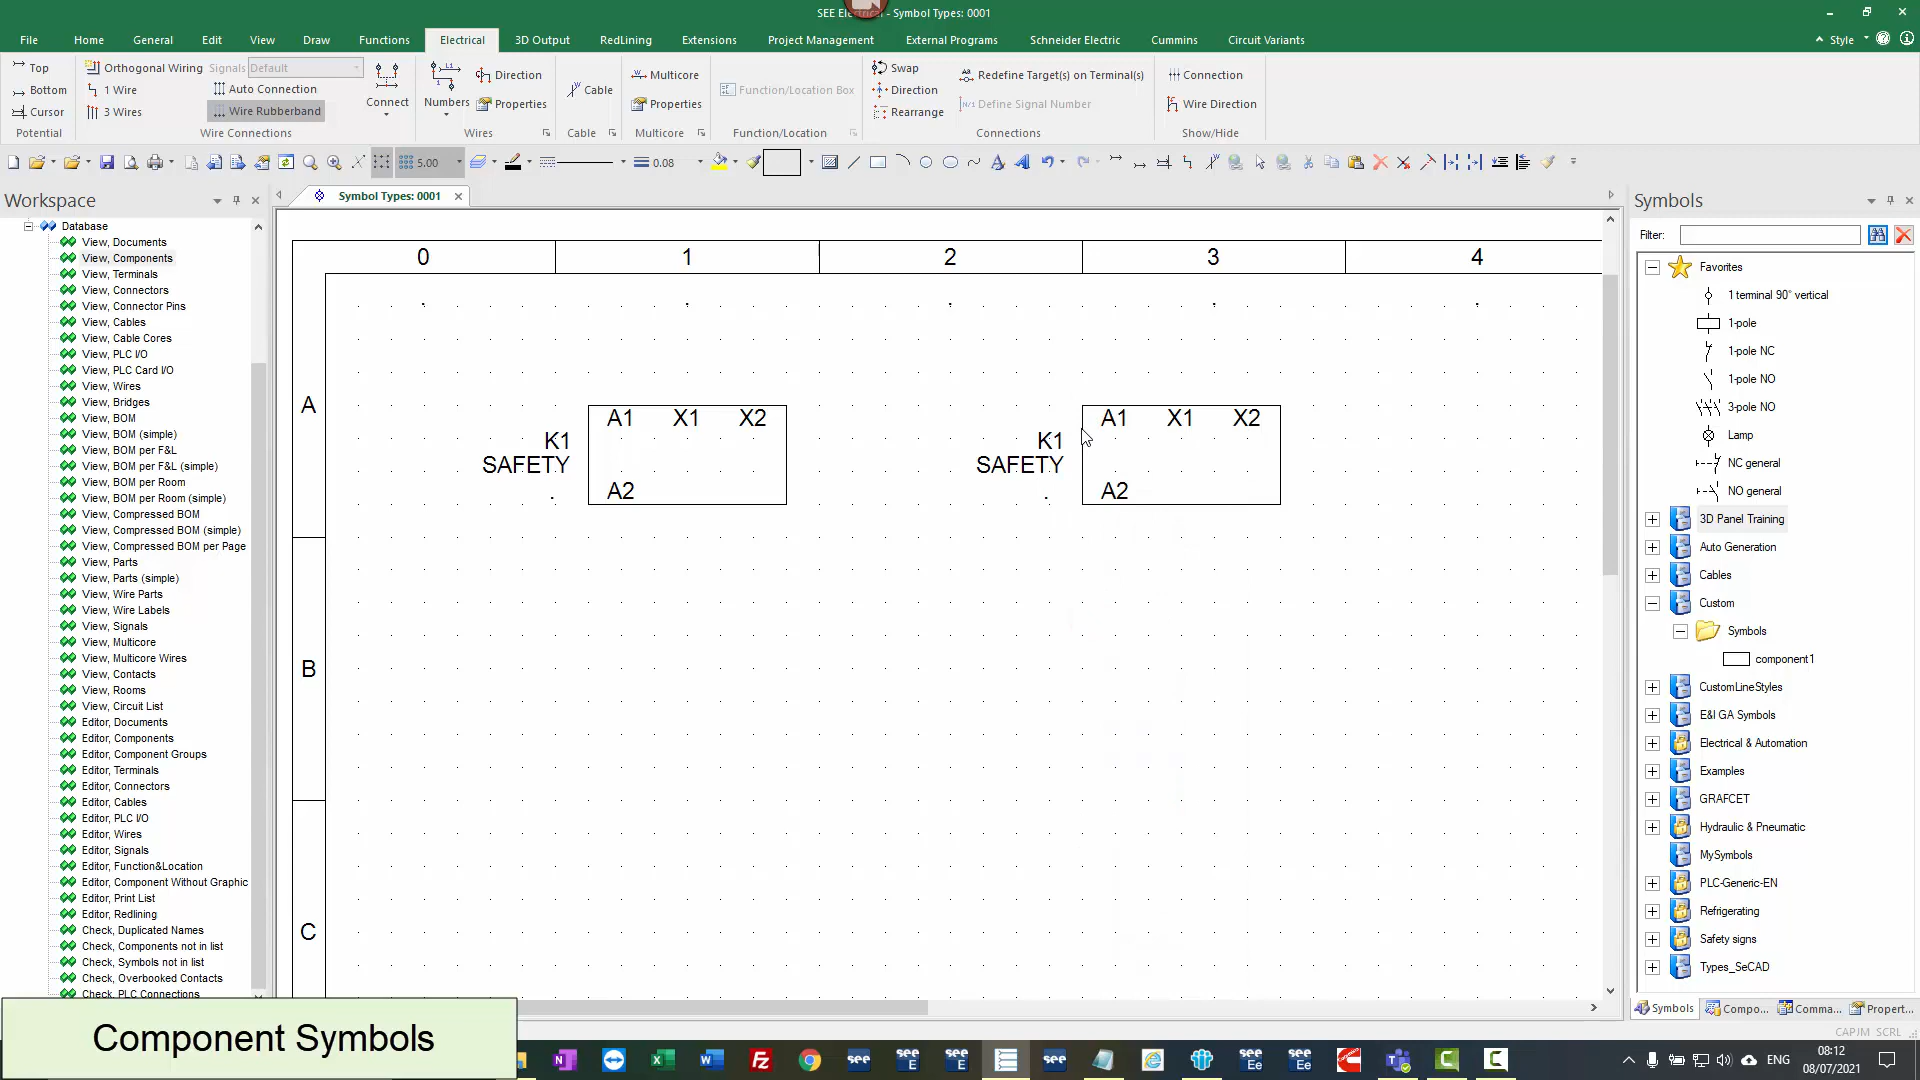 SEE Electrical - Symbol Types: 0001
File Home General Edit View Draw Functions Electrical 3D Output RedLining Extensions Project Management External Programs Schneider Electric Cummins Circuit Variants Style
Top Orthogonal Wiring Signals Default
Bottom 1 Wire Auto Connection
Cursor 3 Wires Wire Rubberband
Connect Numbers Direction Properties Cable Multicore Properties Function/Location Box
Swap Direction Rearrange Redefine Target(s) on Terminal(s) Define Signal Number Connection Wire Direction
Potential Wire Connections Wires Cable Multicore Function/Location Connections Show/Hide
5.00 0.08
Workspace
Symbol Types: 0001
Database
View, Documents
View, Components
View, Terminals
View, Connectors
View, Connector Pins
View, Cables
View, Cable Cores
View, PLC I/O
View, PLC Card I/O
View, Wires
View, Bridges
View, BOM
View, BOM (simple)
View, BOM per F&L
View, BOM per F&L (simple)
View, BOM per Room
View, BOM per Room (simple)
View, Compressed BOM
View, Compressed BOM (simple)
View, Compressed BOM per Page
View, Parts
View, Parts (simple)
View, Wire Parts
View, Wire Labels
View, Signals
View, Multicore
View, Multicore Wires
View, Contacts
View, Rooms
View, Circuit List
Editor, Documents
Editor, Components
Editor, Component Groups
Editor, Terminals
Editor, Connectors
Editor, Cables
Editor, PLC I/O
Editor, Wires
Editor, Signals
Editor, Function&Location
Editor, Component Without Graphic
Editor, Print List
Editor, Redlining
Check, Duplicated Names
Check, Components not in list
Check, Symbols not in list
Check, Overbooked Contacts
Check, PLC Connections
0 1 2 3 4
A
B
C
A1 X1 X2
K1
SAFETY
A2
A1 X1 X2
K1
SAFETY
A2
Symbols
Filter:
Favorites
1 terminal 90° vertical
1-pole
1-pole NC
1-pole NO
3-pole NO
Lamp
NC general
NO general
3D Panel Training
Auto Generation
Cables
Custom
Symbols
component1
CustomLineStyles
E&I GA Symbols
Electrical & Automation
Examples
GRAFCET
Hydraulic & Pneumatic
MySymbols
PLC-Generic-EN
Refrigerating
Safety signs
Types_SeCAD
Symbols Compo... Comma... Propert...
CAP,IM SCRL
Component Symbols
ENG
08:12
08/07/2021